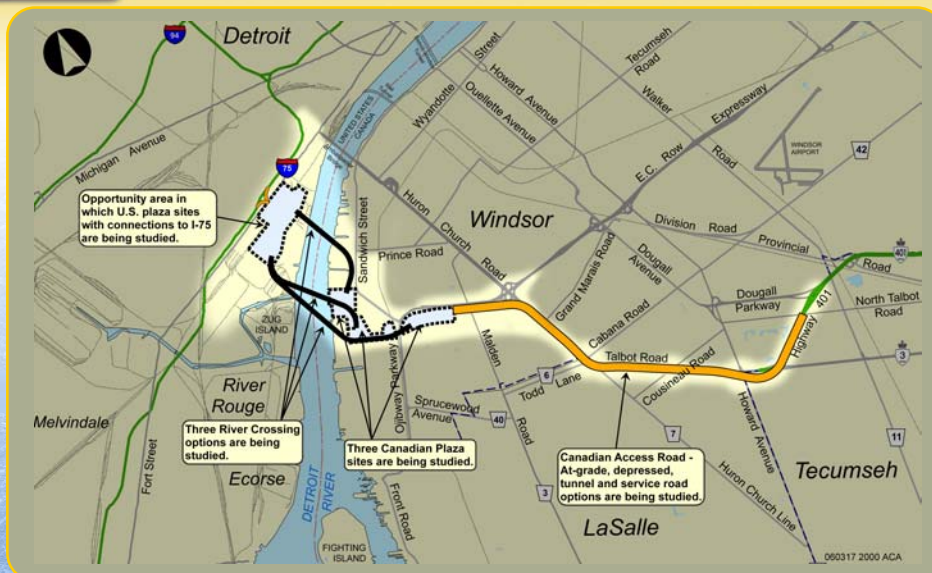 94
Detroit
Michigan Avenue
75
UNITED STATES
CANADA
Wyandotte
Street
Howard Avenue
Ouellette Avenue
Tecumseh
Road
Walker
Road
Expressway
E.C. Row
WINDSOR
AIRPORT
42
Opportunity area in
which U.S. plaza sites
with connections to I-75
are being studied.
Sandwich Street
Huron
Church
Road
Prince Road
Windsor
Grand Marais Road
Dougall
Avenue
Division Road
Provincial
Road
401
Dougall
Parkway
North Talbot
Road
Highway 401
3
ZUG
ISLAND
Malden
Road
Cabana Road
Talbot Road
Cousineau Road
6
Todd Lane
Howard Avenue
River
Rouge
Melvindale
Three River Crossing
options are being
studied.
Ojibway Parkway
Sprucewood
Avenue
40
Three Canadian Plaza
sites are being studied.
Canadian Access Road -
At-grade, depressed,
tunnel and service road
options are being studied.
7
11
Tecumseh
Huron Church Line
Fort Street
Ecorse
DETROIT
RIVER
Front Road
3
LaSalle
FIGHTING
ISLAND
060317 2000 ACA